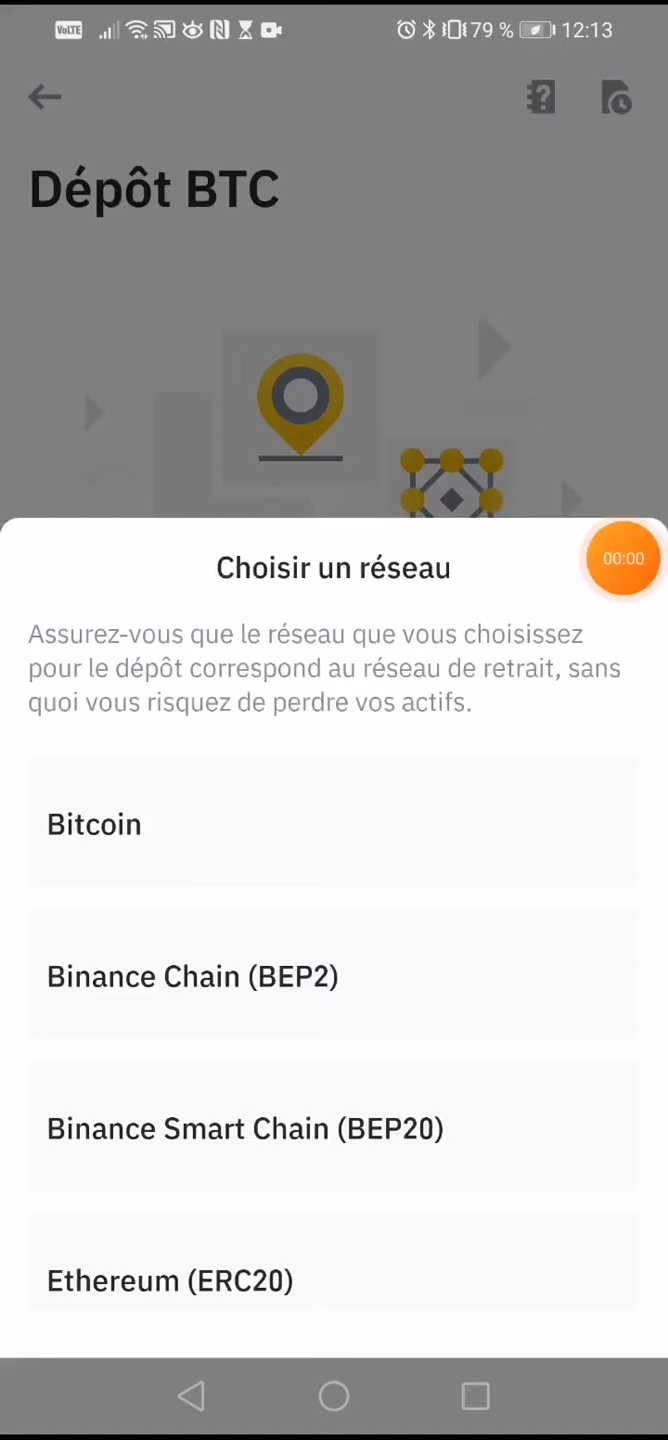 VoLTE 79 % 12:13
Dépôt BTC
Choisir un réseau
00:00
Assurez-vous que le réseau que vous choisissez
pour le dépôt correspond au réseau de retrait, sans
quoi vous risquez de perdre vos actifs.
Bitcoin
Binance Chain (BEP2)
Binance Smart Chain (BEP20)
Ethereum (ERC20)